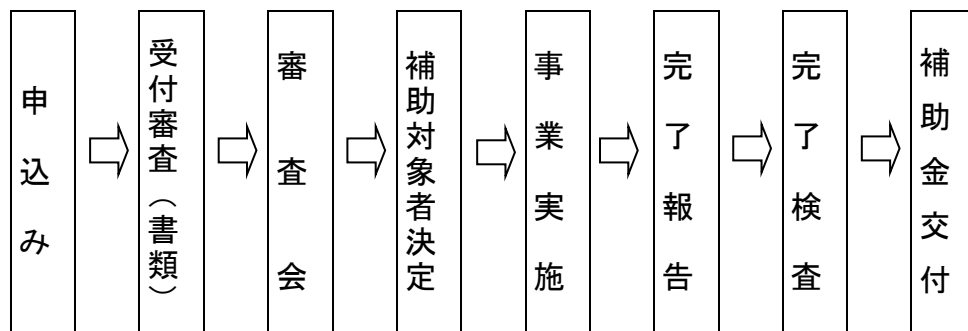 申込み
受付審査（書類）
審査会
補助対象者決定
事業実施
完了報告
完了検査
補助金交付